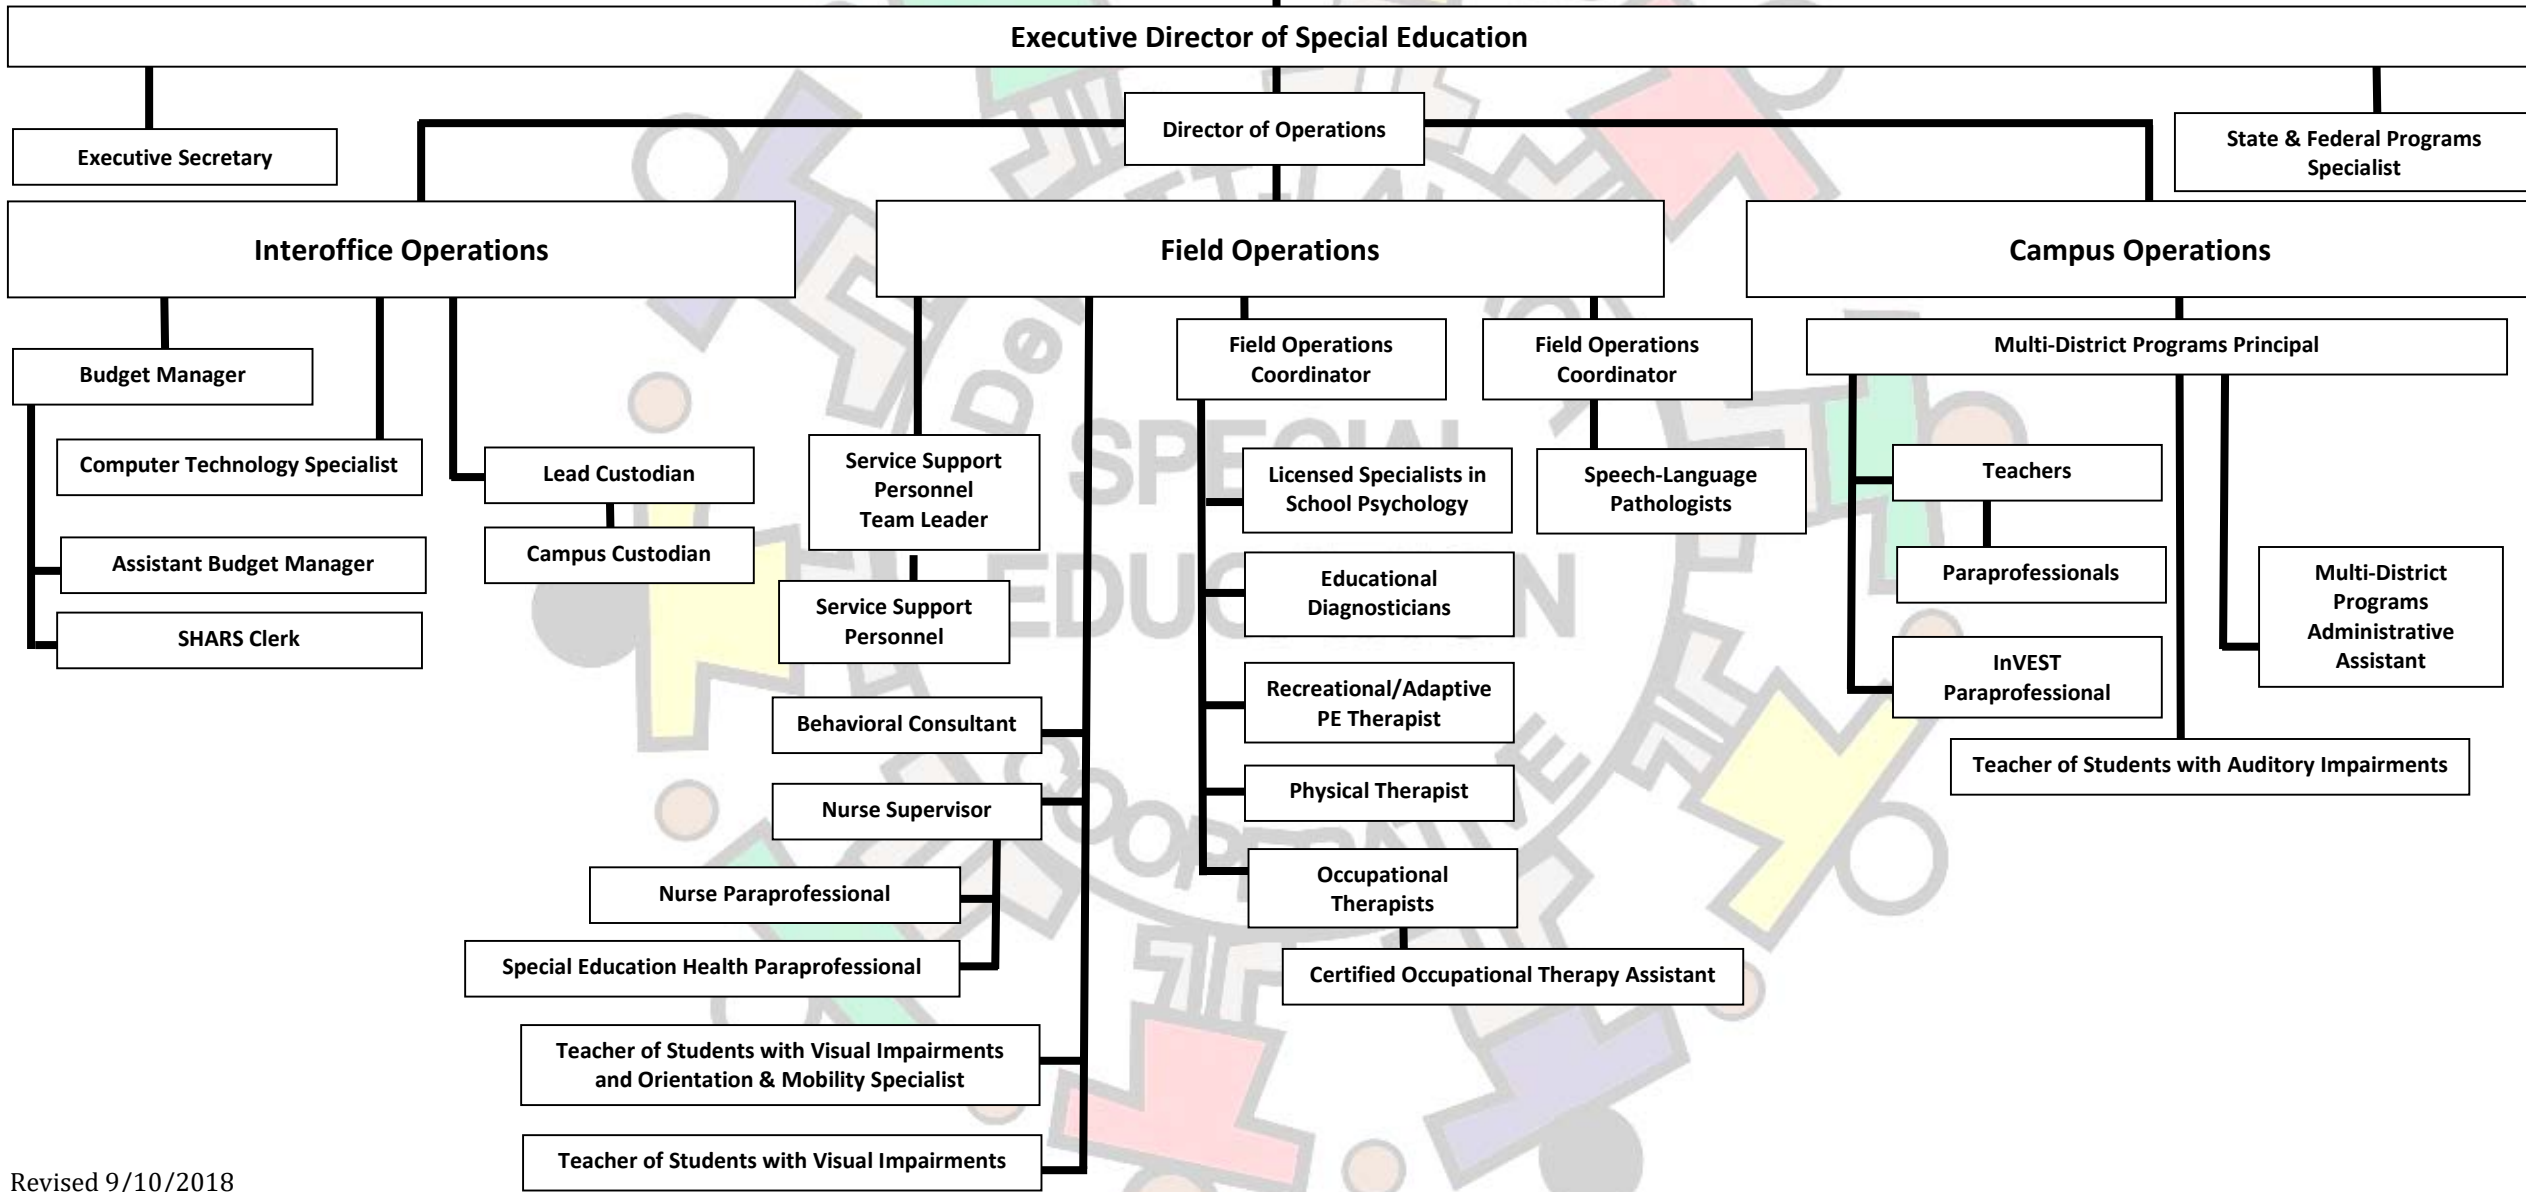 Executive Director of Special Education
Director of Operations
Executive Secretary
State & Federal Programs
Specialist
Interoffice Operations
Field Operations
Campus Operations
Budget Manager
Computer Technology Specialist
Lead Custodian
Campus Custodian
Assistant Budget Manager
SHARS Clerk
Service Support
Personnel
Team Leader
Service Support
Personnel
Behavioral Consultant
Nurse Supervisor
Nurse Paraprofessional
Special Education Health Paraprofessional
Teacher of Students with Visual Impairments
and Orientation & Mobility Specialist
Teacher of Students with Visual Impairments
Field Operations
Coordinator
Licensed Specialists in
School Psychology
Educational
Diagnosticians
Recreational/Adaptive
PE Therapist
Physical Therapist
Occupational
Therapists
Certified Occupational Therapy Assistant
Field Operations
Coordinator
Speech-Language
Pathologists
Multi-District Programs Principal
Teachers
Paraprofessionals
InVEST
Paraprofessional
Teacher of Students with Auditory Impairments
Multi-District
Programs
Administrative
Assistant
SPECIAL
EDUCATION
COOPERATIVE
Revised 9/10/2018